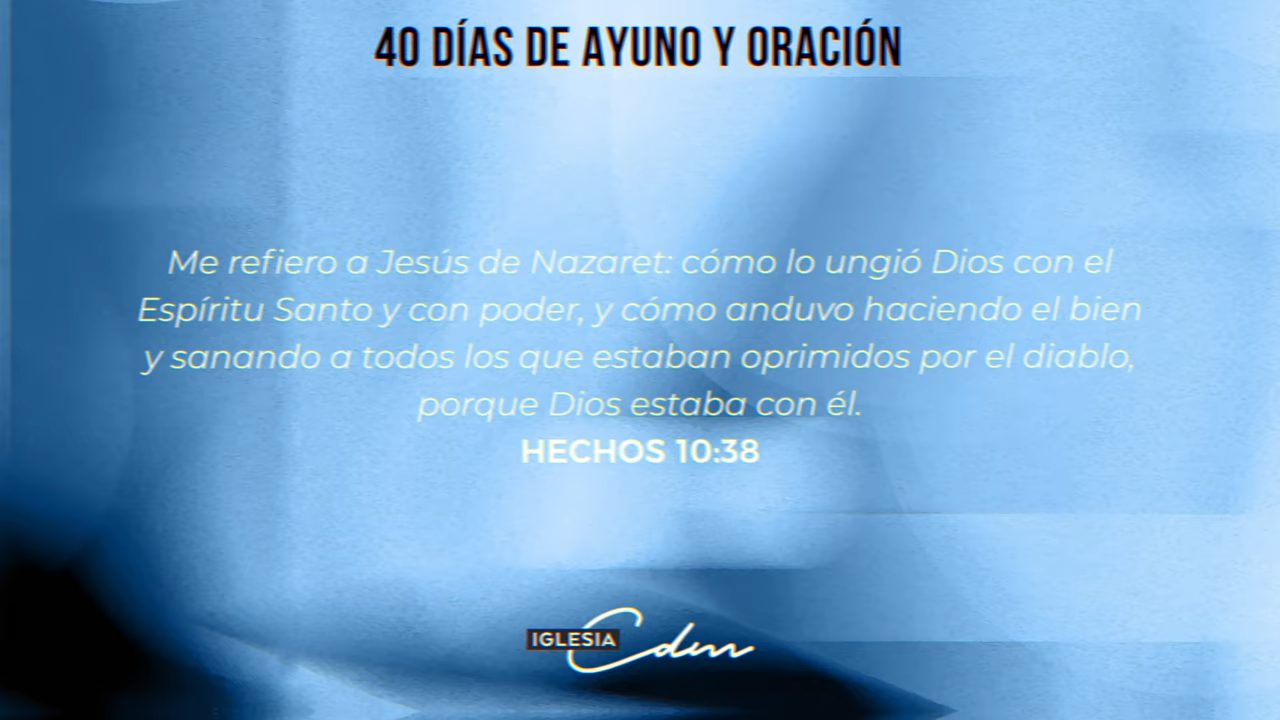 40 DÍAS DE AYUNO Y ORACIÓN
Me refiero a Jesús de Nazaret: cómo lo ungió Dios con el
Espíritu Santo y con poder, y cómo anduvo haciendo el bien
y sanando a todos los que estaban oprimidos por el diablo,
porque Dios estaba con él.
HECHOS 10:38
IGLESIA Cdm